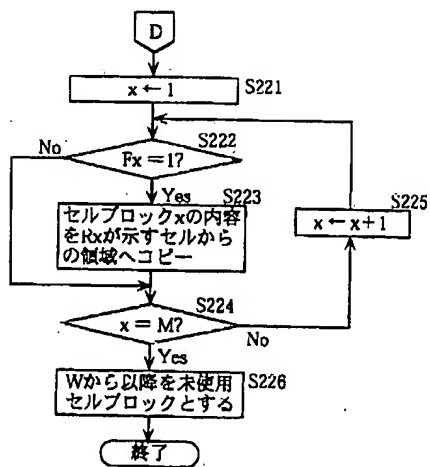 D
x ← 1
S221
S222
No
Fx = 1?
Yes
S223
セルブロックxの内容
をRxが示すセルから
の領域へコピー
S225
x ← x+1
S224
x = M?
No
Yes
S226
Wから以降を未使用
セルブロックとする
終了